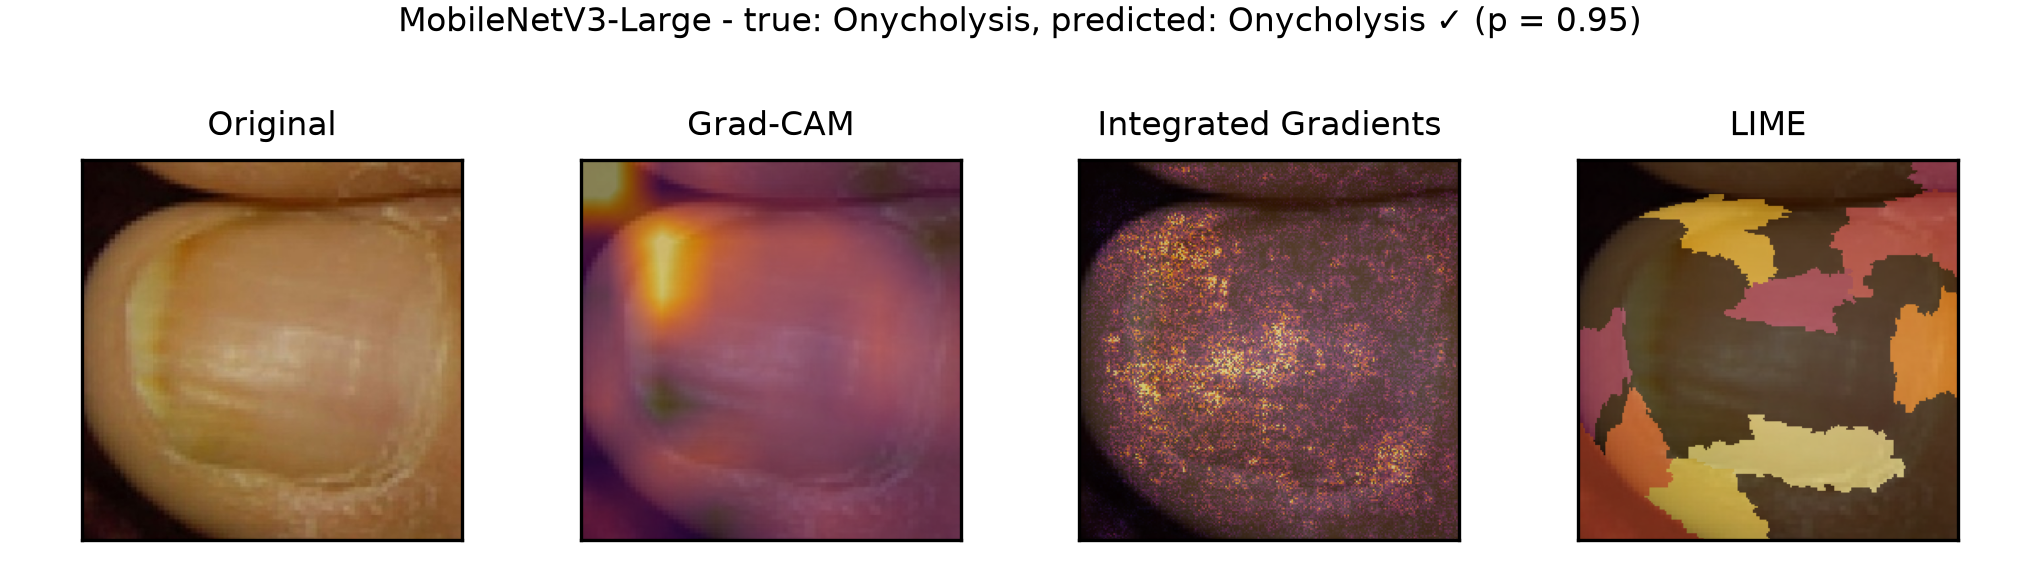 MobileNetV3-Large - true: Onycholysis, predicted: Onycholysis ✓ (p = 0.95)
Original
Grad-CAM
Integrated Gradients
LIME